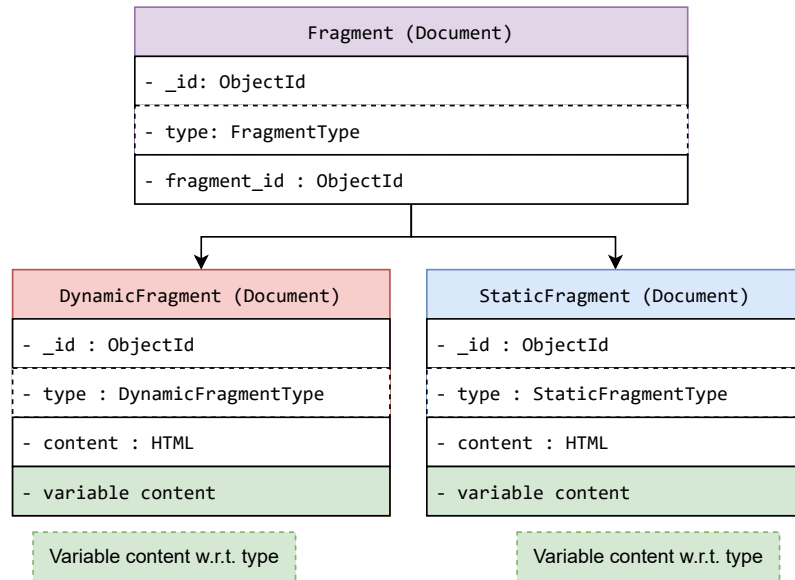 Fragment (Document)
- _id: ObjectId
- type: FragmentType
- fragment_id : ObjectId
DynamicFragment (Document)
- _id : ObjectId
- type : DynamicFragmentType
- content : HTML
- variable content
Variable content w.r.t. type
StaticFragment (Document)
- _id : ObjectId
- type : StaticFragmentType
- content : HTML
- variable content
Variable content w.r.t. type